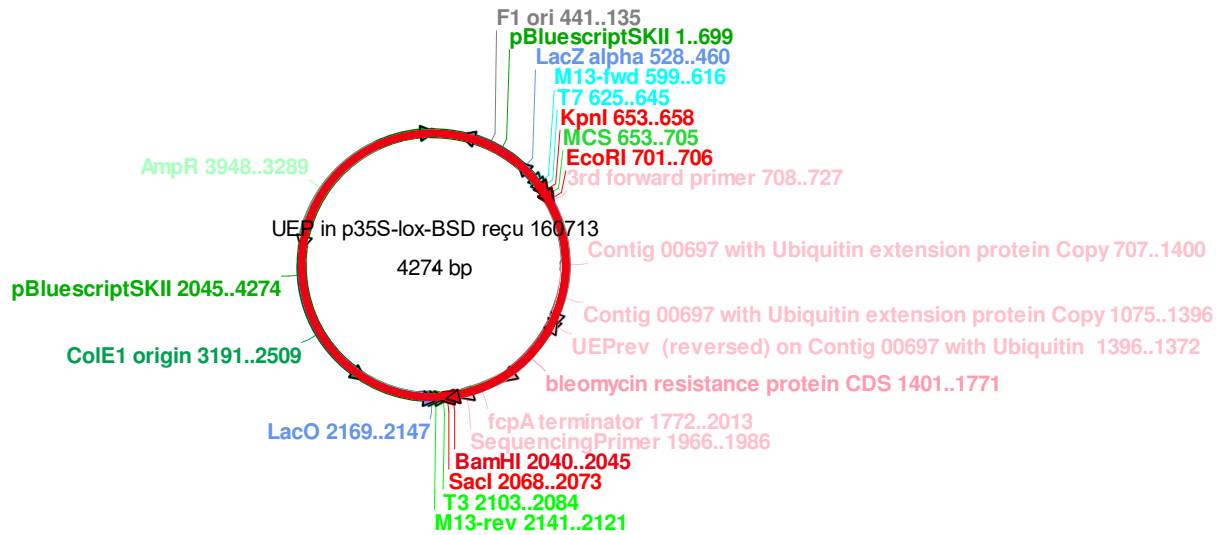 F1 ori 441..135
pBluescriptSKII 1..699
LacZ alpha 528..460
M13-fwd 599..616
T7 625..645
KpnI 653..658
MCS 653..705
EcoRI 701..706
AmpR 3948..3289
3rd forward primer 708..727
UEP in p35S-lox-BSD reçu 160713
Contig 00697 with Ubiquitin extension protein Copy 707..1400
4274 bp
pBluescriptSKII 2045..4274
Contig 00697 with Ubiquitin extension protein Copy 1075..1396
UEPrev (reversed) on Contig 00697 with Ubiquitin 1396..1372
ColE1 origin 3191..2509
bleomycin resistance protein CDS 1401..1771
fcpA terminator 1772..2013
LacO 2169..2147
SequencingPrimer 1966..1986
BamHI 2040..2045
SacI 2068..2073
T3 2103..2084
M13-rev 2141..2121